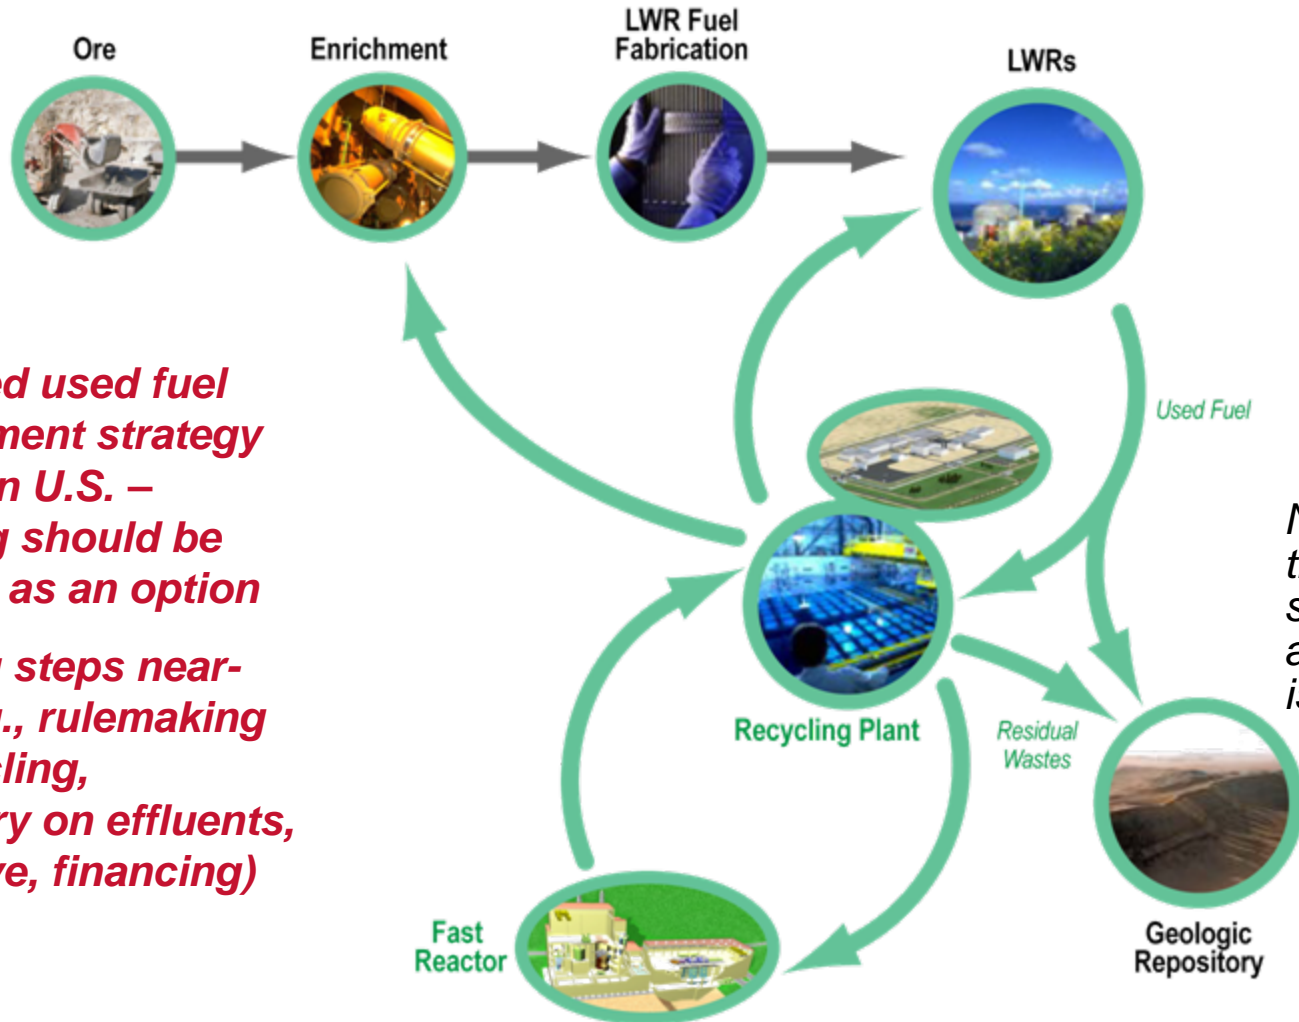 Ore
Enrichment
LWR Fuel
Fabrication
LWRs
ed used fuel
ment strategy
n U.S. –
g should be
as an option
g steps near-
., rulemaking
cling,
ry on effluents,
ve, financing)
Used Fuel
Recycling Plant
Residual
Wastes
Fast
Reactor
Geologic
Repository